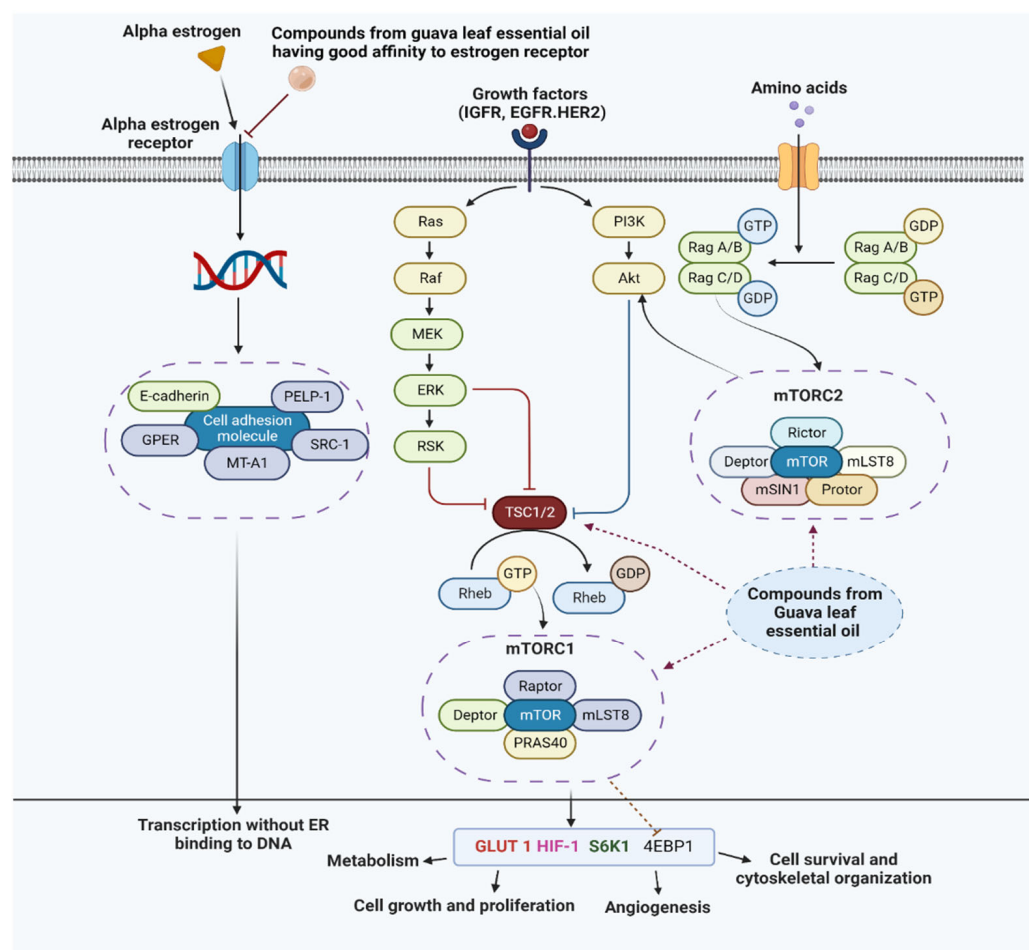 Alpha estrogen
Compounds from guava leaf essential oil
having good affinity to estrogen receptor
Alpha estrogen
receptor
Growth factors
(IGFR, EGFR.HER2)
Amino acids
Ras
Raf
MEK
ERK
RSK
PI3K
Akt
GTP
Rag A/B
Rag C/D
GDP
GDP
Rag A/B
Rag C/D
GTP
E-cadherin
PELP-1
Cell adhesion
molecule
GPER
SRC-1
MT-A1
mTORC2
Rictor
Deptor
mTOR
mLST8
mSIN1
Protor
TSC1/2
GTP
Rheb
GDP
Rheb
Compounds from
Guava leaf
essential oil
mTORC1
Raptor
Deptor
mTOR
mLST8
PRAS40
Transcription without ER
binding to DNA
GLUT 1 HIF-1 S6K1 4EBP1
Metabolism
Cell growth and proliferation
Angiogenesis
Cell survival and
cytoskeletal organization